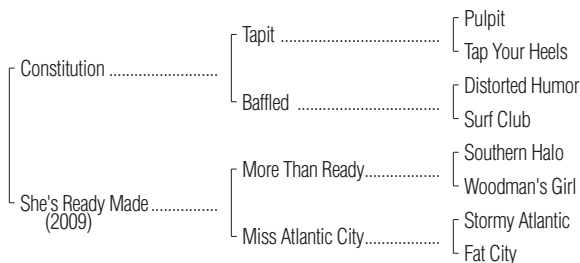 Pulpit
Tapit
Tap Your Heels
Constitution
Distorted Humor
Baffled
Surf Club
Southern Halo
More Than Ready
Woodman's Girl
She's Ready Made
(2009)
Stormy Atlantic
Miss Atlantic City
Fat City